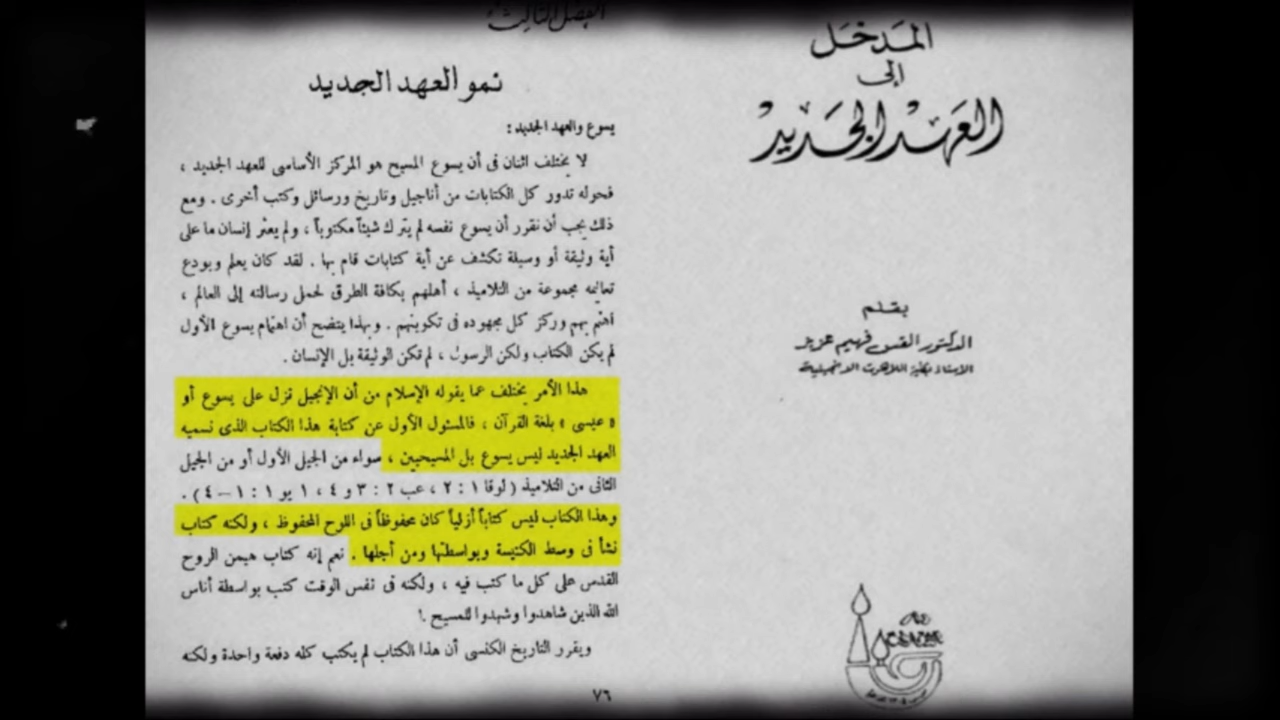 المدخل
إلى
العهد الجديد
بقلم
الدكتور القس فهيم عزيز
الاستاذ بكلية اللاهوت الانجيلية
الفصل الثالث
نمو العهد الجديد
يسوع والعهد الجديد :
لا يختلف اثنان فى أن يسوع المسيح هو المركز الأساسى للعهد الجديد ،
فحوله تدور كل الكتابات من أناجيل وتاريخ ورسائل وكتب أخرى . ومع
ذلك يجب أن نقرر أن يسوع نفسه لم يترك شيئاً مكتوباً ، ولم يعثر إنسان ما على
أية وثيقة أو وسيلة تكشف عن أية كتابات قام بها . لقد كان يعلم ويودع
تعاليمه مجموعة من التلاميذ ، أهلهم بكافة الطرق لحمل رسالته إلى العالم ،
اهتم بهم وركز كل مجهوده فى تكوينهم . وبهذا يتضح أن اهتمام يسوع الأول
لم يكن الكتاب ولكن الرسول ، لم تكن الوثيقة بل الإنسان .
هذا الأمر يختلف عما يقوله الإسلام من أن الإنجيل نزل على يسوع أو
« عيسى » بلغة القرآن ، فالمسئول الأول عن كتابة هذا الكتاب الذى نسميه
العهد الجديد ليس يسوع بل المسيحيين ، سواء من الجيل الأول أو من الجيل
الثانى من التلاميذ ( لوقا ١ : ٢ ، عب ٢ : ٣ و ٤ ، ١ يو ١ : ١ – ٤ ) .
وهذا الكتاب ليس كتاباً أزلياً كان محفوظاً فى اللوح المحفوظ ، ولكنه كتاب
نشأ فى وسط الكنيسة وبواسطتها ومن أجلها . نعم إنه كتاب هيمن الروح
القدس على كل ما كتب فيه ، ولكنه فى نفس الوقت كتب بواسطة أناس
الله الذين شاهدوا وشهدوا للمسيح .!
ويقرر التاريخ الكنسى أن هذا الكتاب لم يكتب كله دفعة واحدة ولكنه
٧٦